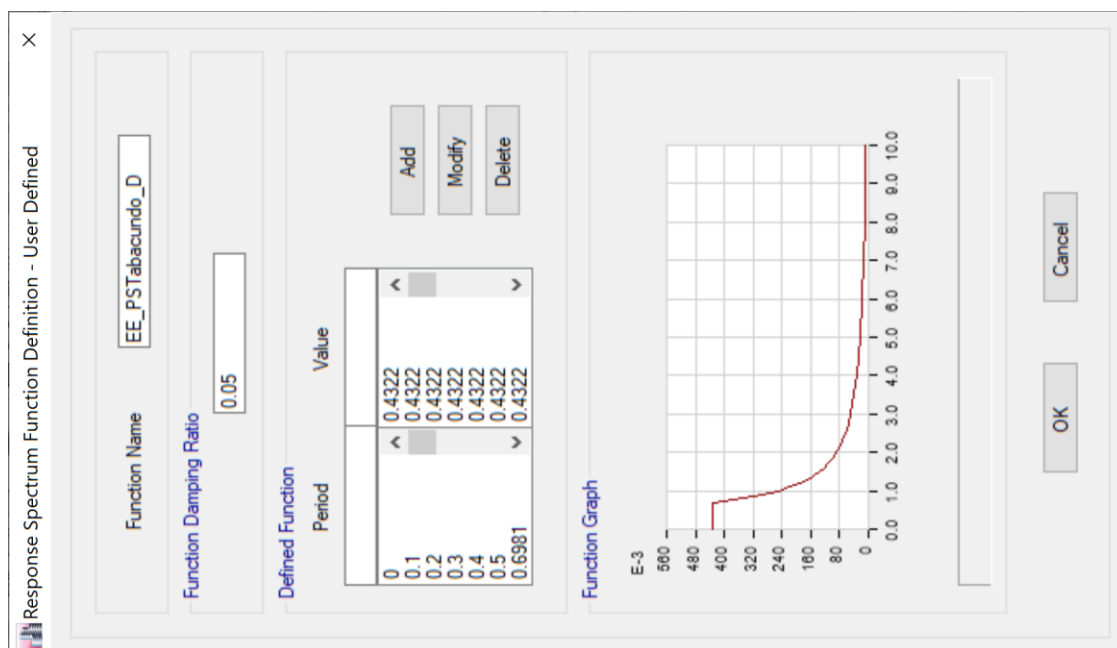 Response Spectrum Function Definition - User Defined
Function Name
EE_PSTabacundo_D
Function Damping Ratio
0.05
Defined Function
Period
Value
0 0.4322
0.1 0.4322
0.2 0.4322
0.3 0.4322
0.4 0.4322
0.5 0.4322
0.6981 0.4322
Add
Modify
Delete
Function Graph
E-3
560
480
400
320
240
160
80
0
0.0 1.0 2.0 3.0 4.0 5.0 6.0 7.0 8.0 9.0 10.0
OK
Cancel